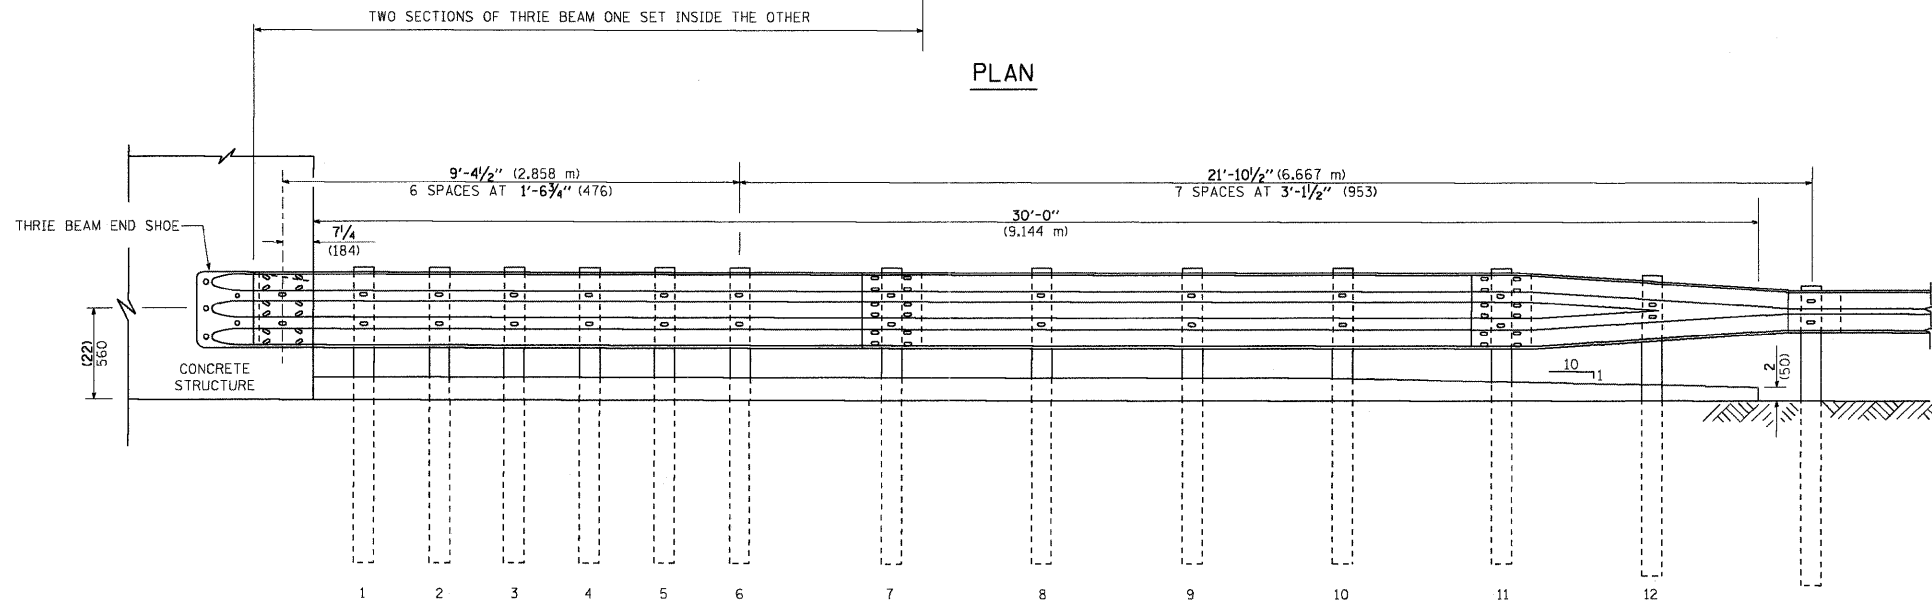 TWO SECTIONS OF THRIE BEAM ONE SET INSIDE THE OTHER
PLAN
9'-4½" (2.858 m)
6 SPACES AT 1'-6¾" (476)
21'-10½" (6.667 m)
7 SPACES AT 3'-1½" (953)
30'-0"
(9.144 m)
THRIE BEAM END SHOE
7¼
(184)
(22)
560
CONCRETE
STRUCTURE
10
1
2
(50)
1 2 3 4 5 6 7 8 9 10 11 12